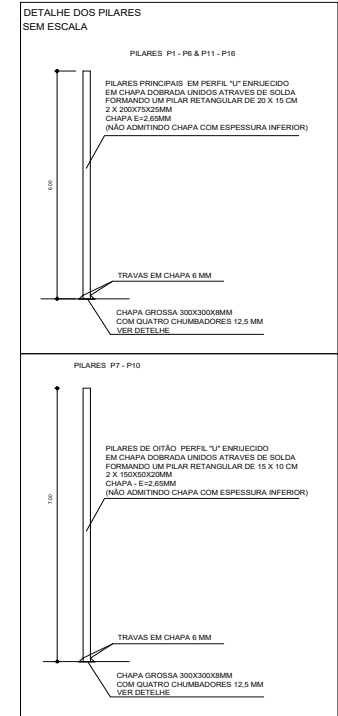 DETALHE DOS PILARES
SEM ESCALA
PILARES P1 - P6 & P11 - P16
PILARES PRINCIPAIS EM PERFIL "U" ENRIJECIDO
EM CHAPA DOBRADA UNIDOS ATRAVES DE SOLDA
FORMANDO UM PILAR RETANGULAR DE 20 X 15 CM
2 X 200X75X25MM
CHAPA E=2,65MM
(NÃO ADMITINDO CHAPA COM ESPESSURA INFERIOR)
6.00
TRAVAS EM CHAPA 6 MM
CHAPA GROSSA 300X300X8MM
COM QUATRO CHUMBADORES 12,5 MM
VER DETELHE
PILARES P7 - P10
PILARES DE OITÃO PERFIL "U" ENRIJECIDO
EM CHAPA DOBRADA UNIDOS ATRAVES DE SOLDA
FORMANDO UM PILAR RETANGULAR DE 15 X 10 CM
2 X 150X50X20MM
CHAPA - E=2,65MM
(NÃO ADMITINDO CHAPA COM ESPESSURA INFERIOR)
7.00
TRAVAS EM CHAPA 6 MM
CHAPA GROSSA 300X300X8MM
COM QUATRO CHUMBADORES 12,5 MM
VER DETELHE